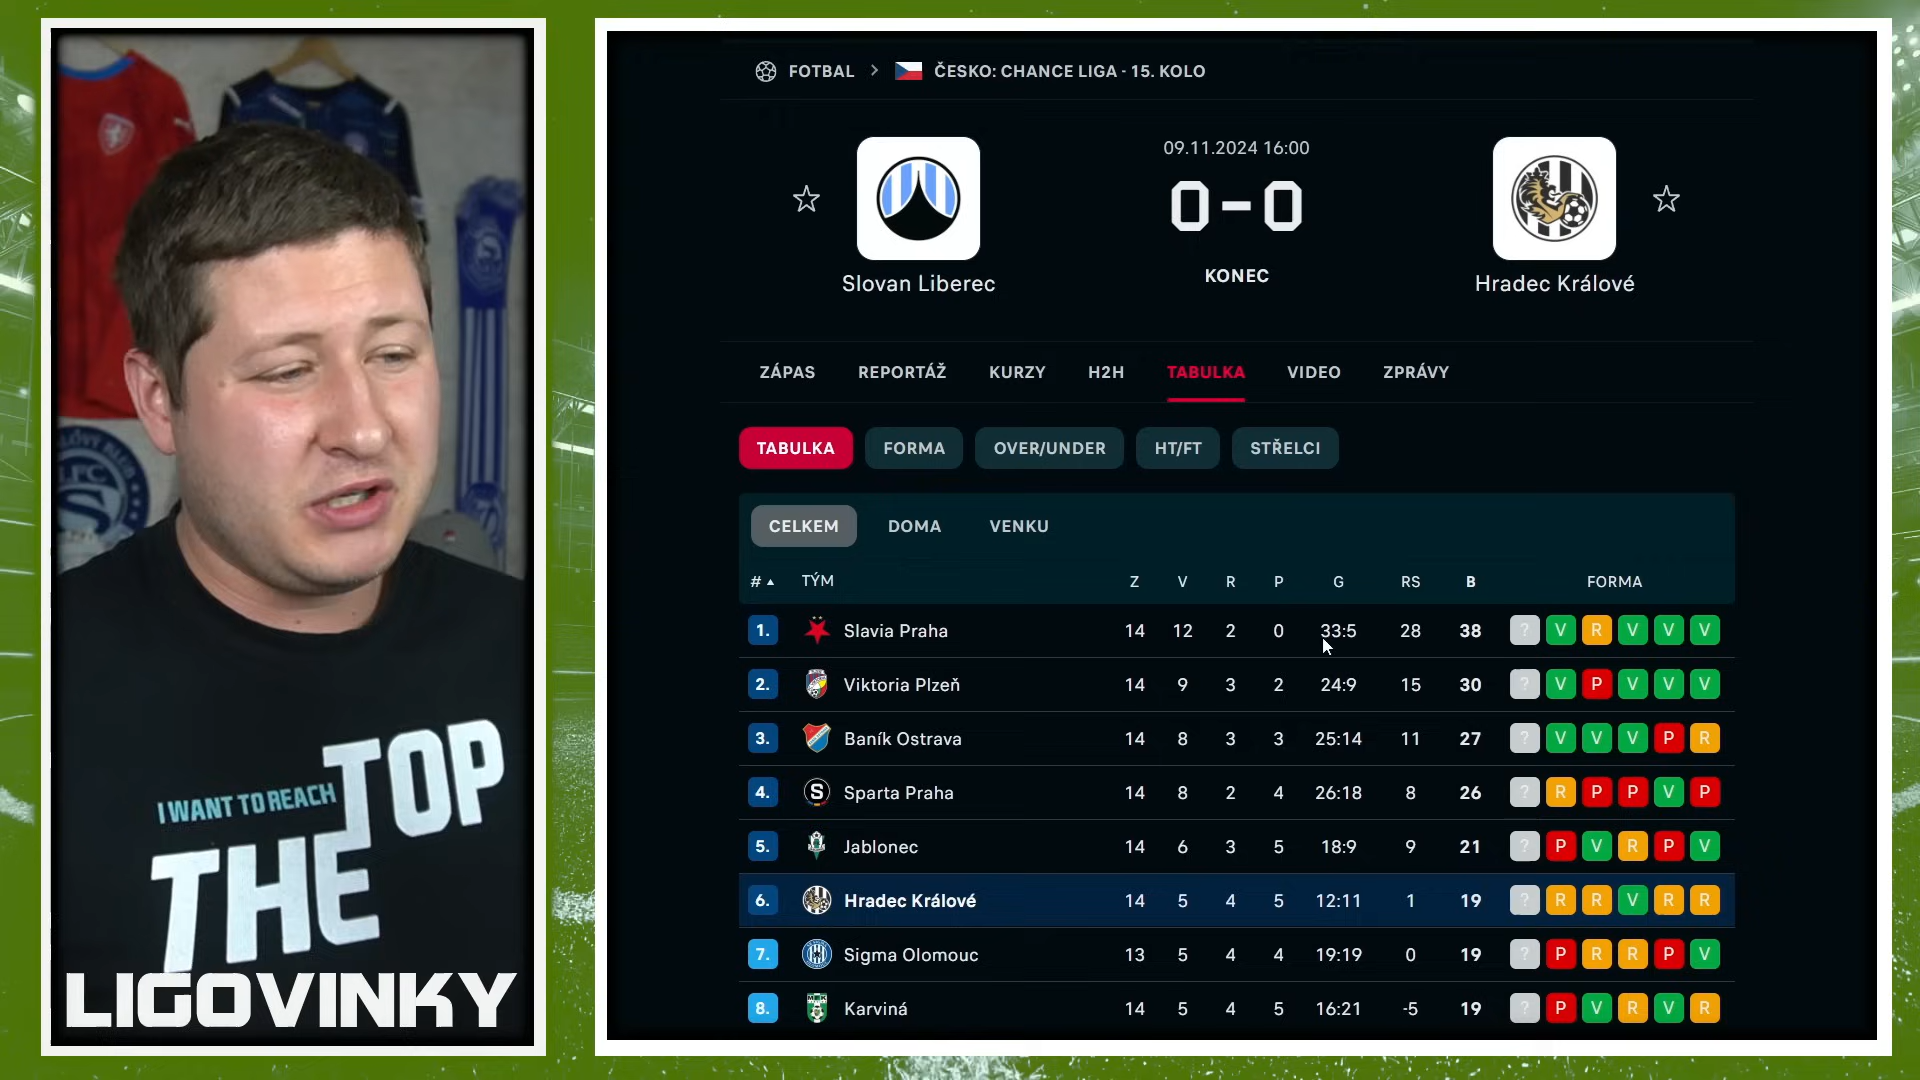 FOTBAL > ČESKO: CHANCE LIGA - 15. KOLO
09.11.2024 16:00
0 - 0
KONEC
Slovan Liberec
Hradec Králové
ZÁPAS REPORTÁŽ KURZY H2H TABULKA VIDEO ZPRÁVY
TABULKA FORMA OVER/UNDER HT/FT STŘELCI
CELKEM DOMA VENKU
# TÝM Z V R P G RS B FORMA
1. Slavia Praha 14 12 2 0 33:5 28 38 ? V R V V V
2. Viktoria Plzeň 14 9 3 2 24:9 15 30 ? V P V V V
3. Baník Ostrava 14 8 3 3 25:14 11 27 ? V V V P R
4. Sparta Praha 14 8 2 4 26:18 8 26 ? R P P V P
5. Jablonec 14 6 3 5 18:9 9 21 ? P V R P V
6. Hradec Králové 14 5 4 5 12:11 1 19 ? R R V R R
7. Sigma Olomouc 13 5 4 4 19:19 0 19 ? P R R P V
8. Karviná 14 5 4 5 16:21 -5 19 ? P V R V R
I WANT TO REACH
THE TOP
LIGOVINKY